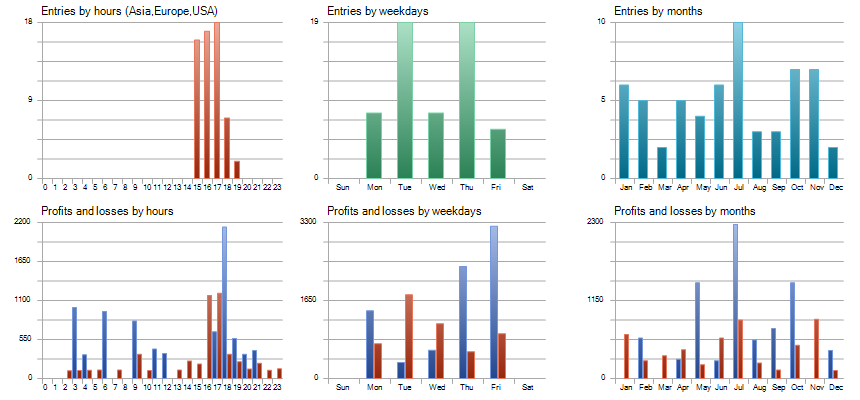 Entries by hours (Asia,Europe,USA)
18
9
0
0 1 2 3 4 5 6 7 8 9 10 11 12 13 14 15 16 17 18 19 20 21 22 23
Entries by weekdays
19
0
Sun Mon Tue Wed Thu Fri Sat
Entries by months
10
5
0
Jan Feb Mar Apr May Jun Jul Aug Sep Oct Nov Dec
Profits and losses by hours
2200
1650
1100
550
0
0 1 2 3 4 5 6 7 8 9 10 11 12 13 14 15 16 17 18 19 20 21 22 23
Profits and losses by weekdays
3300
1650
0
Sun Mon Tue Wed Thu Fri Sat
Profits and losses by months
2300
1150
0
Jan Feb Mar Apr May Jun Jul Aug Sep Oct Nov Dec